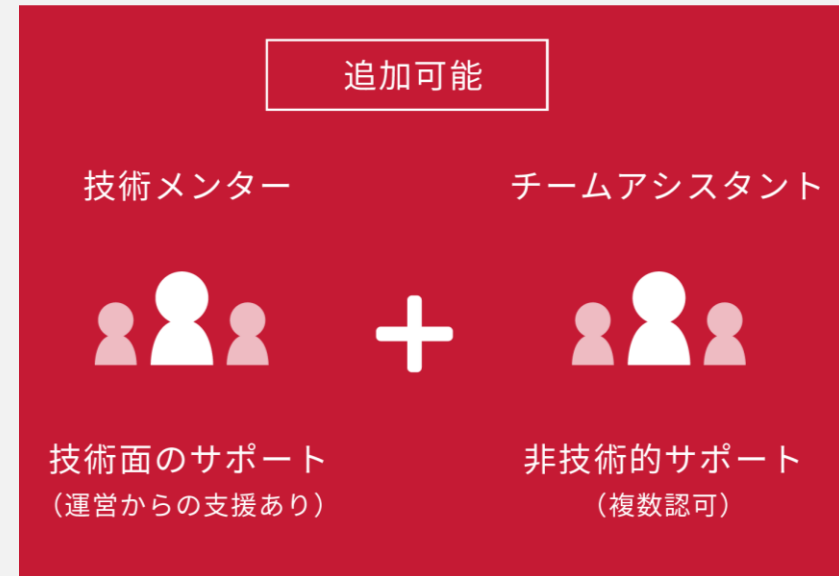 追加可能
技術メンター
チームアシスタント
技術面のサポート
（運営からの支援あり）
非技術的サポート
（複数認可）